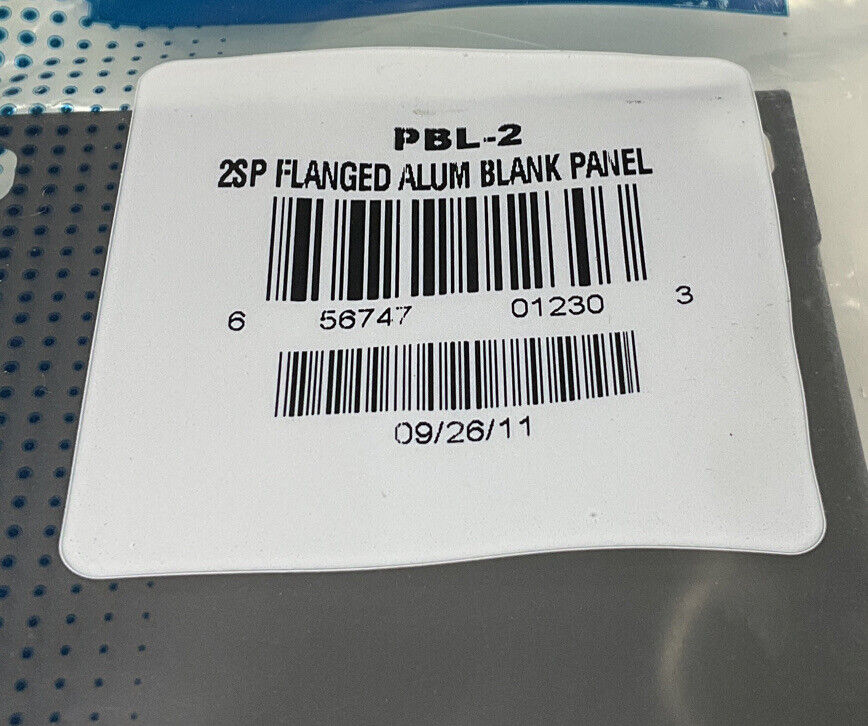 PBL-2
2SP FLANGED ALUM BLANK PANEL
6 56747 01230 3
09/26/11